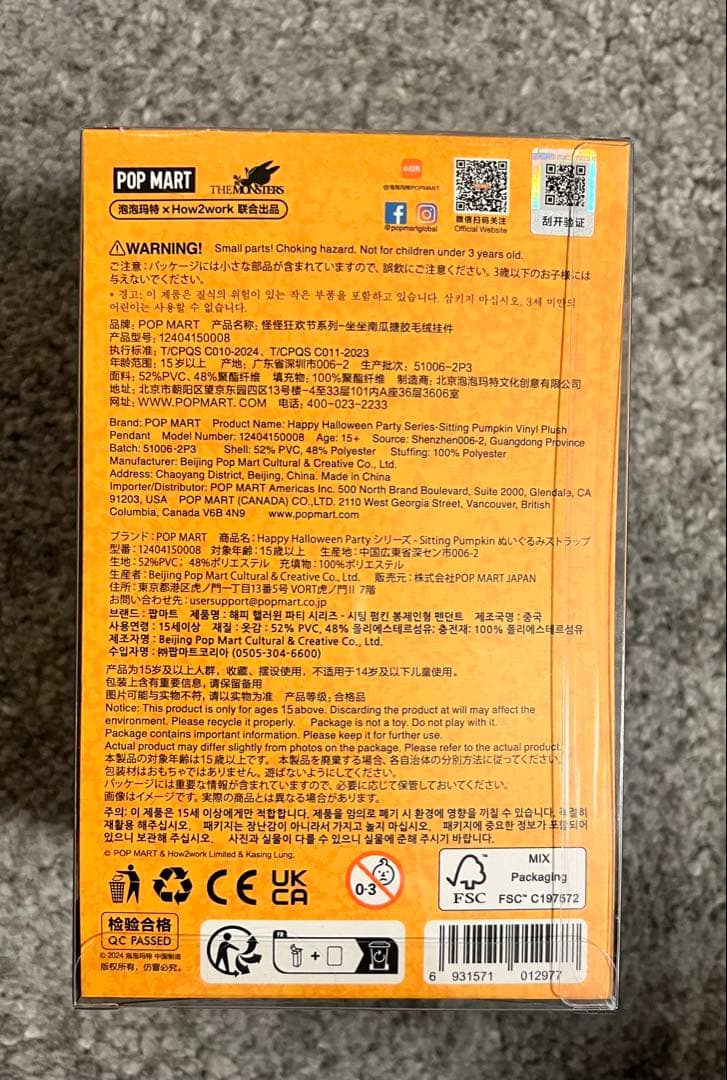 POP MART
THE MONSTERS
泡泡玛特 × How2work 联合出品
小红书
@泡泡玛特POPMART
@popmartglobal
微信扫码关注
Official Website
刮开验证
⚠WARNING! Small parts! Choking hazard. Not for children under 3 years old.
ご注意：パッケージには小さな部品が含まれていますので、誤飲にご注意ください。3歳以下のお子様には
与えないでください。
* 경고: 이 제품은 질식의 위험이 있는 작은 부품을 포함하고 있습니다. 삼키지 마십시오. 3세 미만의
어린이는 사용할 수 없습니다.
品牌：POP MART 产品名称：怪怪狂欢节系列-坐坐南瓜搪胶毛绒挂件
产品型号：12404150008
执行标准：T/CPQS C010-2024、T/CPQS C011-2023
年龄范围：15岁以上 产地：广东省深圳市006-2 生产批次：51006-2P3
面料：52%PVC、48%聚酯纤维 填充物：100%聚酯纤维 制造商：北京泡泡玛特文化创意有限公司
地址：北京市朝阳区望京东园四区13号楼-4至33层101内A座36层3606室
网址：WWW.POPMART.COM 电话：400-023-2233
Brand: POP MART Product Name: Happy Halloween Party Series-Sitting Pumpkin Vinyl Plush
Pendant Model Number: 12404150008 Age: 15+ Source: Shenzhen006-2, Guangdong Province
Batch: 51006-2P3 Shell: 52% PVC, 48% Polyester Stuffing: 100% Polyester
Manufacturer: Beijing Pop Mart Cultural & Creative Co., Ltd.
Address: Chaoyang District, Beijing, China. Made in China
Importer/Distributor: POP MART Americas Inc. 500 North Brand Boulevard, Suite 2000, Glendale, CA
91203, USA POP MART (CANADA) CO.,LTD. 2110 West Georgia Street, Vancouver, British
Columbia, Canada V6B 4N9 www.popmart.com
ブランド：POP MART 商品名：Happy Halloween Party シリーズ - Sitting Pumpkin ぬいぐるみストラップ
型番：12404150008 対象年齢：15歳以上 生産地：中国広東省深セン市006-2
生地：52%PVC；48%ポリエステル 充填物：100%ポリエステル
生産者：Beijing Pop Mart Cultural & Creative Co., Ltd. 販売元：株式会社POP MART JAPAN
住所：東京都港区虎ノ門一丁目13番5号 VORT虎ノ門Ⅱ 7階
お問い合わせ先：usersupport@popmart.co.jp
브랜드 : 팝마트 제품명 : 해피 핼러윈 파티 시리즈 - 시팅 펌킨 봉제인형 펜던트 제조국명 : 중국
사용연령 : 15세이상 재질 : 옷감 : 52% PVC, 48% 폴리에스테르섬유; 충전재: 100% 폴리에스테르섬유
제조자명 : Beijing Pop Mart Cultural & Creative Co., Ltd.
수입자명 : ㈜팝마트코리아 (0505-304-6600)
产品为15岁及以上人群，收藏、摆设使用，不适用于14岁及以下儿童使用。
包装上含有重要信息，请保留备用
图片可能与实物不符，请以实物为准 产品等级：合格品
Notice: This product is only for ages 15 above. Discarding the product at will may affect the
environment. Please recycle it properly. Package is not a toy. Do not play with it.
Package contains important information. Please keep it for further use.
Actual product may differ slightly from photos on the package. Please refer to the actual product.
本製品の対象年齢は15歳以上です。 本製品を廃棄する場合、各自治体の分別方法に従ってください。
包装材はおもちゃではありません。遊ばないようにしてください。
パッケージには重要な情報が含まれていますので、必要に応じて保管しておいてください。
画像はイメージです。実際の商品とは異なる場合があります。
주의: 이 제품은 15세 이상에게만 적합합니다. 제품을 임의로 폐기 시 환경에 영향을 끼칠 수 있습니다, 적절히
재활용 해주십시오. 패키지는 장난감이 아니라서 가지고 놀지 마십시오. 패키지에 중요한 정보가 포함되어
있으니 보관해 주십시오. 사진과 실물이 다를 수 있으니 실물에 준해 주시기 바랍니다.
© POP MART & How2work Limited & Kasing Lung.
CE
UK
CA
0-3
FSC
MIX
Packaging
FSC™ C197572
检验合格
QC PASSED
© 2024 泡泡玛特 中国制造
版权所有，仿冒必究。
FR
+
6 931571 012977